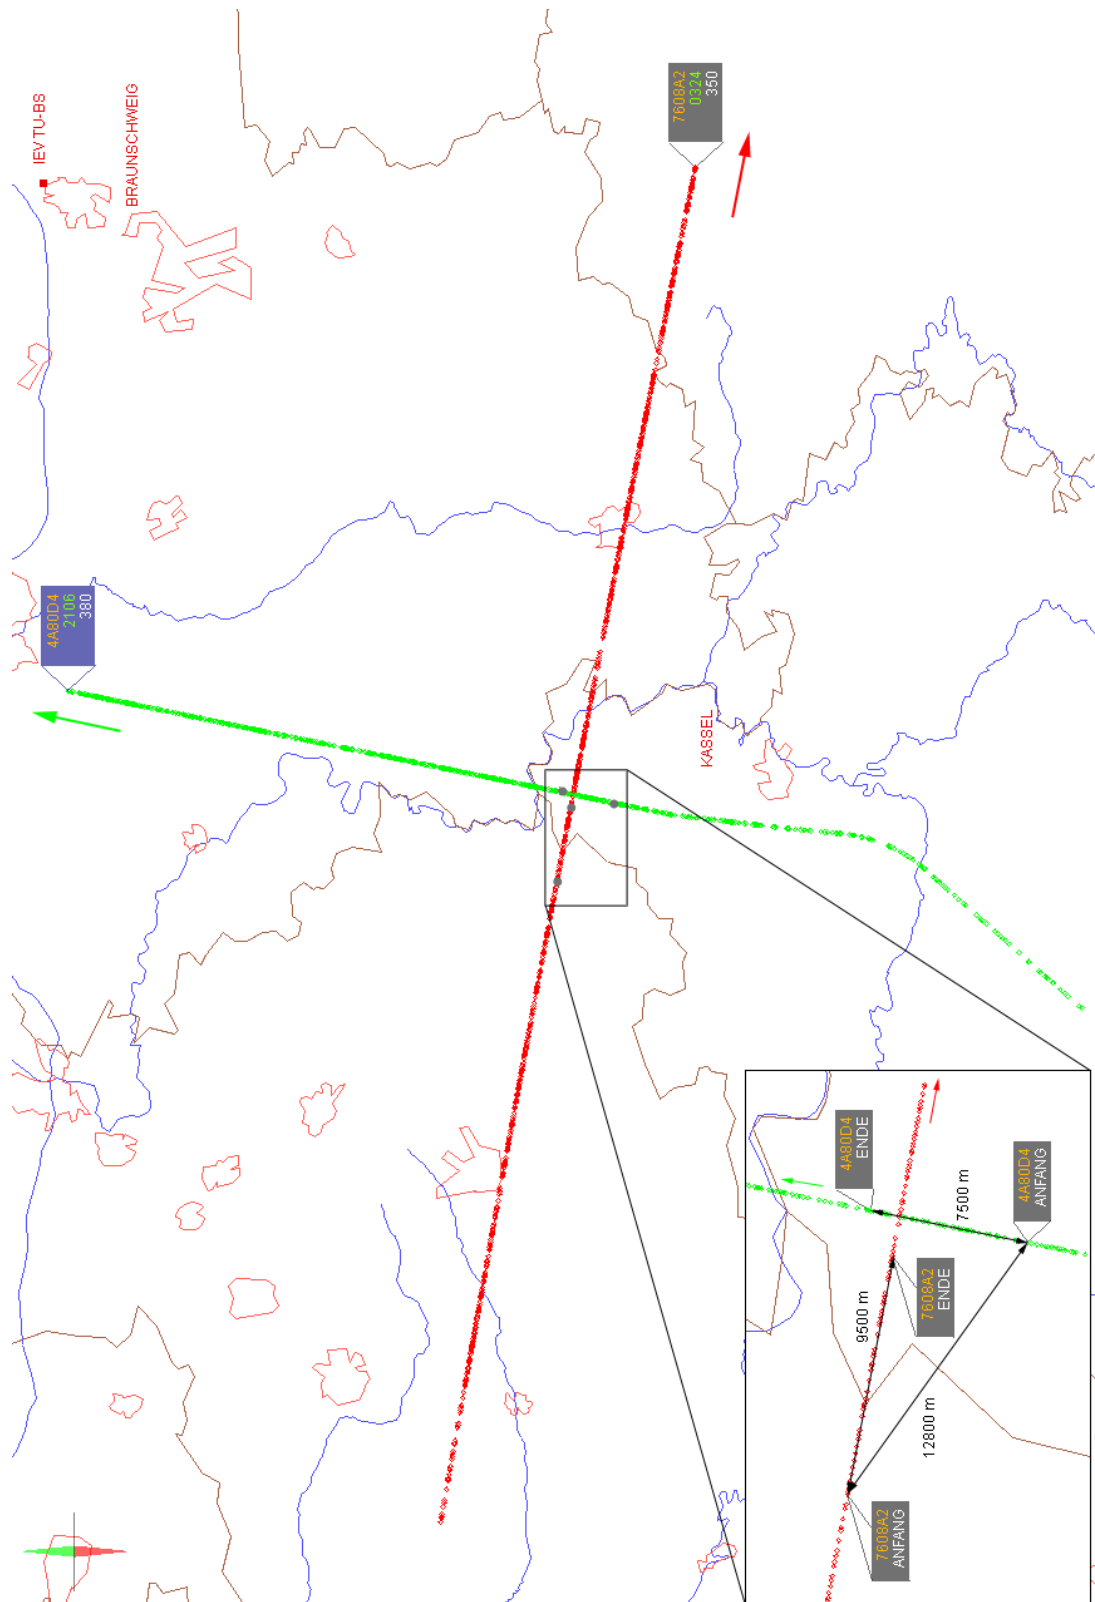 IEV TU-BS
BRAUNSCHWEIG
7608A2
0324
350
4A80D4
2106
380
KASSEL
4A80D4
ENDE
7500 m
4A80D4
ANFANG
9500 m
7608A2
ENDE
12800 m
7608A2
ANFANG